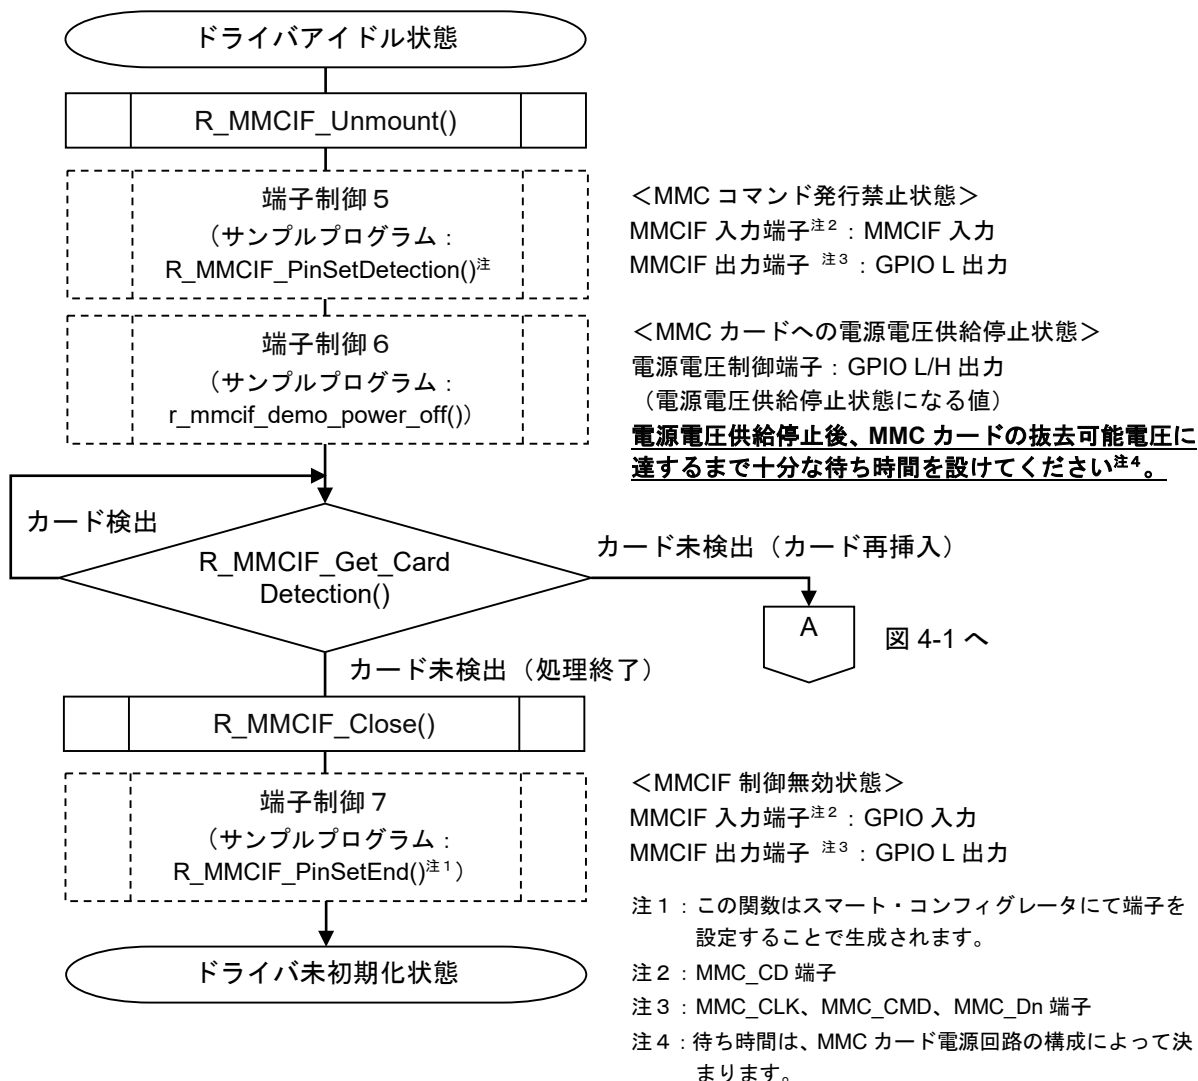 ドライバアイドル状態
R_MMCIF_Unmount()
端子制御５
（サンプルプログラム：
R_MMCIF_PinSetDetection()注
＜MMC コマンド発行禁止状態＞
MMCIF 入力端子注２：MMCIF 入力
MMCIF 出力端子 注３：GPIO L 出力
端子制御６
（サンプルプログラム：
r_mmcif_demo_power_off()）
＜MMC カードへの電源電圧供給停止状態＞
電源電圧制御端子：GPIO L/H 出力
（電源電圧供給停止状態になる値）
電源電圧供給停止後、MMC カードの抜去可能電圧に
達するまで十分な待ち時間を設けてください注４。
カード検出
R_MMCIF_Get_Card
Detection()
カード未検出（カード再挿入）
A
図 4-1 へ
カード未検出（処理終了）
R_MMCIF_Close()
端子制御７
（サンプルプログラム：
R_MMCIF_PinSetEnd()注１）
＜MMCIF 制御無効状態＞
MMCIF 入力端子注２：GPIO 入力
MMCIF 出力端子 注３：GPIO L 出力
ドライバ未初期化状態
注１：この関数はスマート・コンフィグレータにて端子を
設定することで生成されます。
注２：MMC_CD 端子
注３：MMC_CLK、MMC_CMD、MMC_Dn 端子
注４：待ち時間は、MMC カード電源回路の構成によって決
まります。